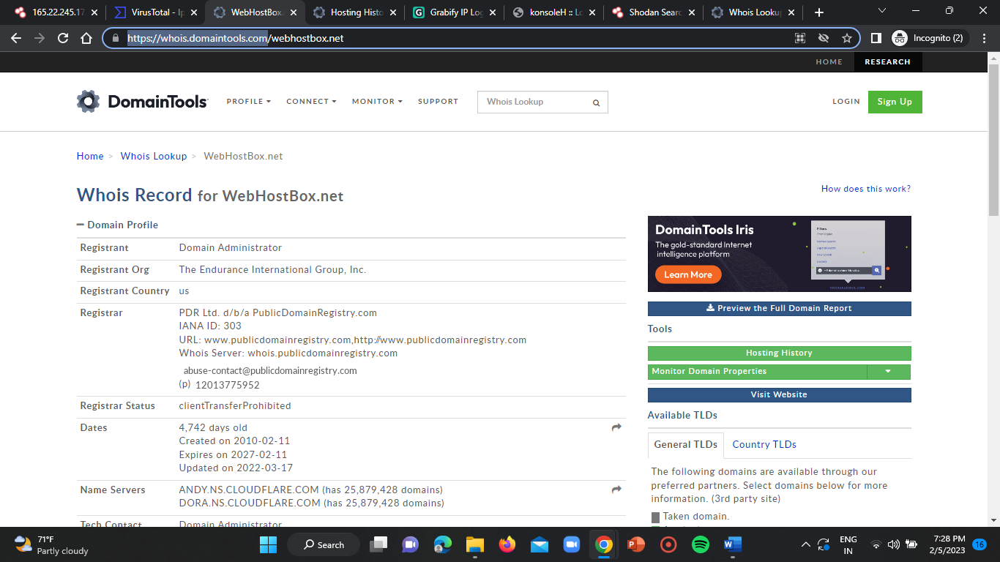 165.22.245.17
VirusTotal - Ip
WebHostBox
Hosting Histo
Grabify IP Log
konsoleH :: Lo
Shodan Searc
Whois Lookup
https://whois.domaintools.com/webhostbox.net
Incognito (2)
HOME
RESEARCH
DomainTools
PROFILE
CONNECT
MONITOR
SUPPORT
Whois Lookup
LOGIN
Sign Up
Home > Whois Lookup > WebHostBox.net
Whois Record for WebHostBox.net
How does this work?
Domain Profile
Registrant Domain Administrator
Registrant Org The Endurance International Group, Inc.
Registrant Country us
Registrar PDR Ltd. d/b/a PublicDomainRegistry.com
IANA ID: 303
URL: www.publicdomainregistry.com,http://www.publicdomainregistry.com
Whois Server: whois.publicdomainregistry.com
abuse-contact@publicdomainregistry.com
(p) 12013775952
Registrar Status clientTransferProhibited
Dates 4,742 days old
Created on 2010-02-11
Expires on 2027-02-11
Updated on 2022-03-17
Name Servers ANDY.NS.CLOUDFLARE.COM (has 25,879,428 domains)
DORA.NS.CLOUDFLARE.COM (has 25,879,428 domains)
Tech Contact Domain Administrator
DomainTools Iris
The gold-standard Internet
intelligence platform
Learn More
Filters
Preview the Full Domain Report
Tools
Hosting History
Monitor Domain Properties
Visit Website
Available TLDs
General TLDs
Country TLDs
The following domains are available through our
preferred partners. Select domains below for more
information. (3rd party site)
Taken domain.
71°F
Partly cloudy
Search
ENG
IN
7:28 PM
2/5/2023
16